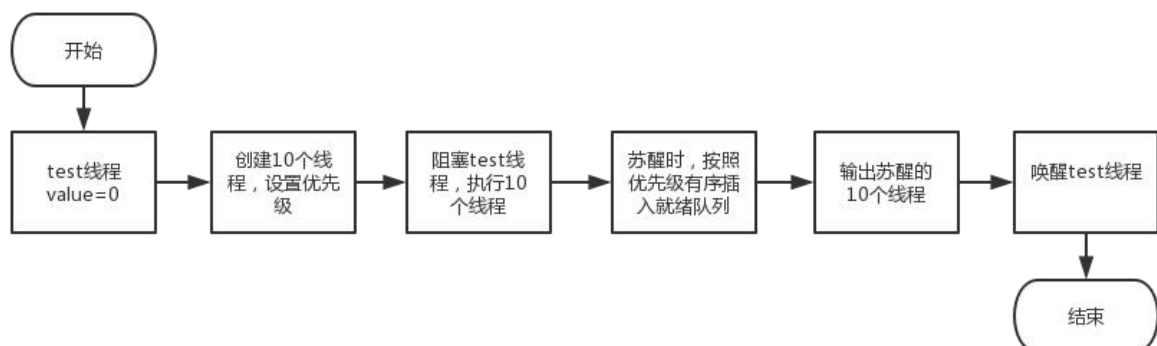 开始
test线程
value=0
创建10个线
程，设置优先
级
阻塞test线
程，执行10
个线程
苏醒时，按照
优先级有序插
入就绪队列
输出苏醒的
10个线程
唤醒test线程
结束